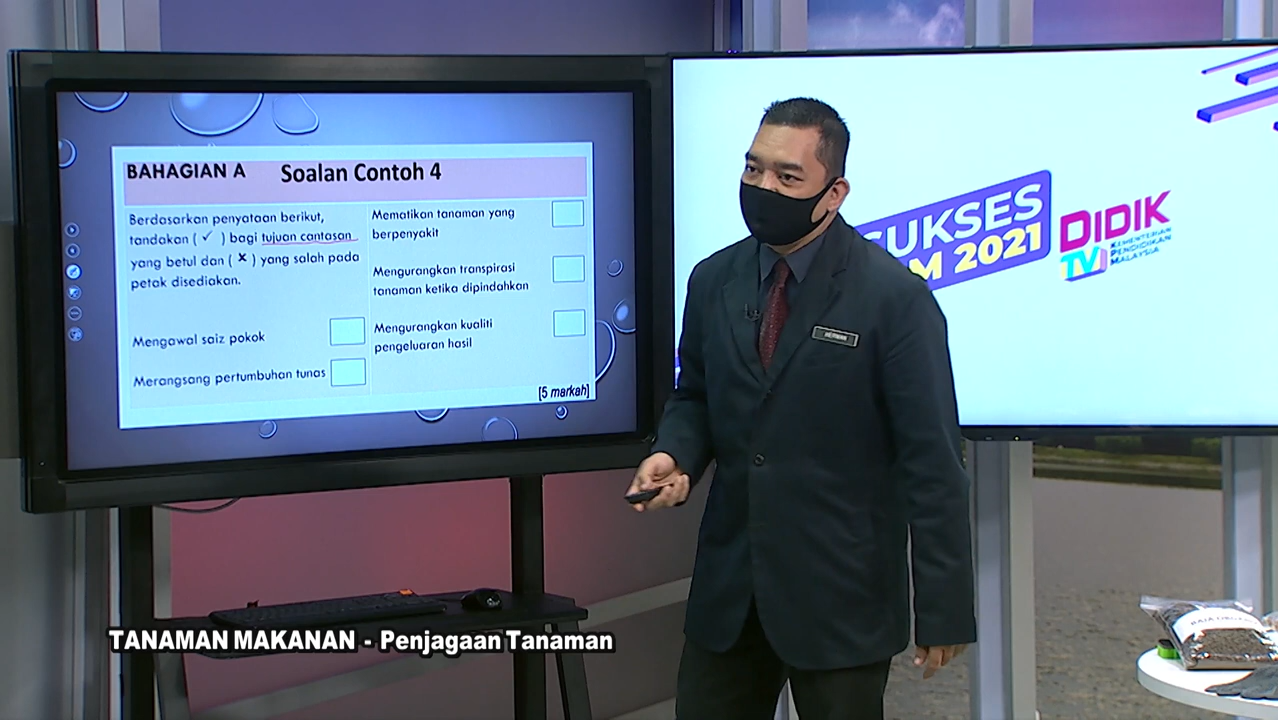 BAHAGIAN A
Soalan Contoh 4
Berdasarkan penyataan berikut,
tandakan ( ✓ ) bagi tujuan cantasan
yang betul dan ( ✗ ) yang salah pada
petak disediakan.
Mengawal saiz pokok
Merangsang pertumbuhan tunas
Mematikan tanaman yang
berpenyakit
Mengurangkan transpirasi
tanaman ketika dipindahkan
Mengurangkan kualiti
pengeluaran hasil
[5 markah]
SUKSES
M 2021
DIDIK
TV
KEMENTERIAN
PENDIDIKAN
MALAYSIA
TANAMAN MAKANAN - Penjagaan Tanaman